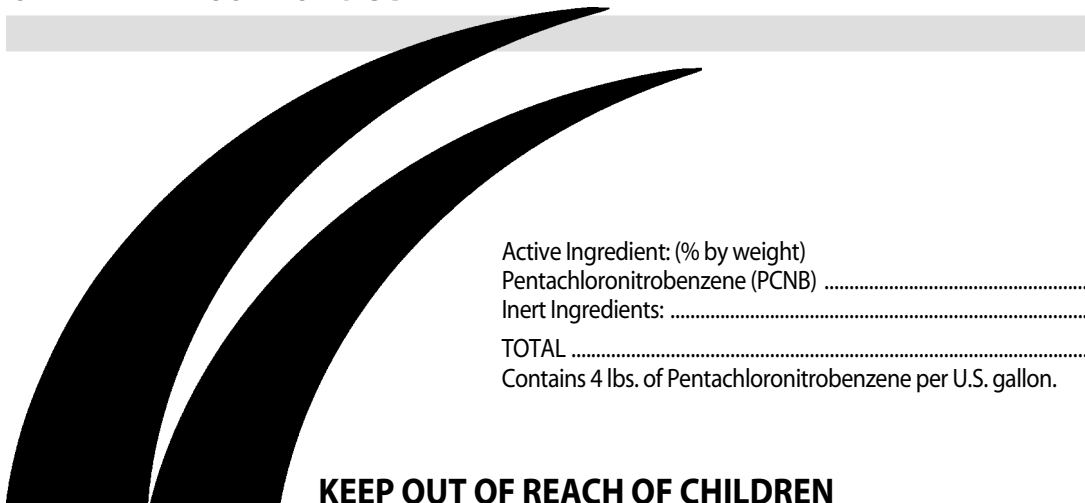 Active Ingredient: (% by weight)
Pentachloronitrobenzene (PCNB) ................................................
Inert Ingredients: ................................................................................
TOTAL ..................................................................................................
Contains 4 lbs. of Pentachloronitrobenzene per U.S. gallon.
KEEP OUT OF REACH OF CHILDREN